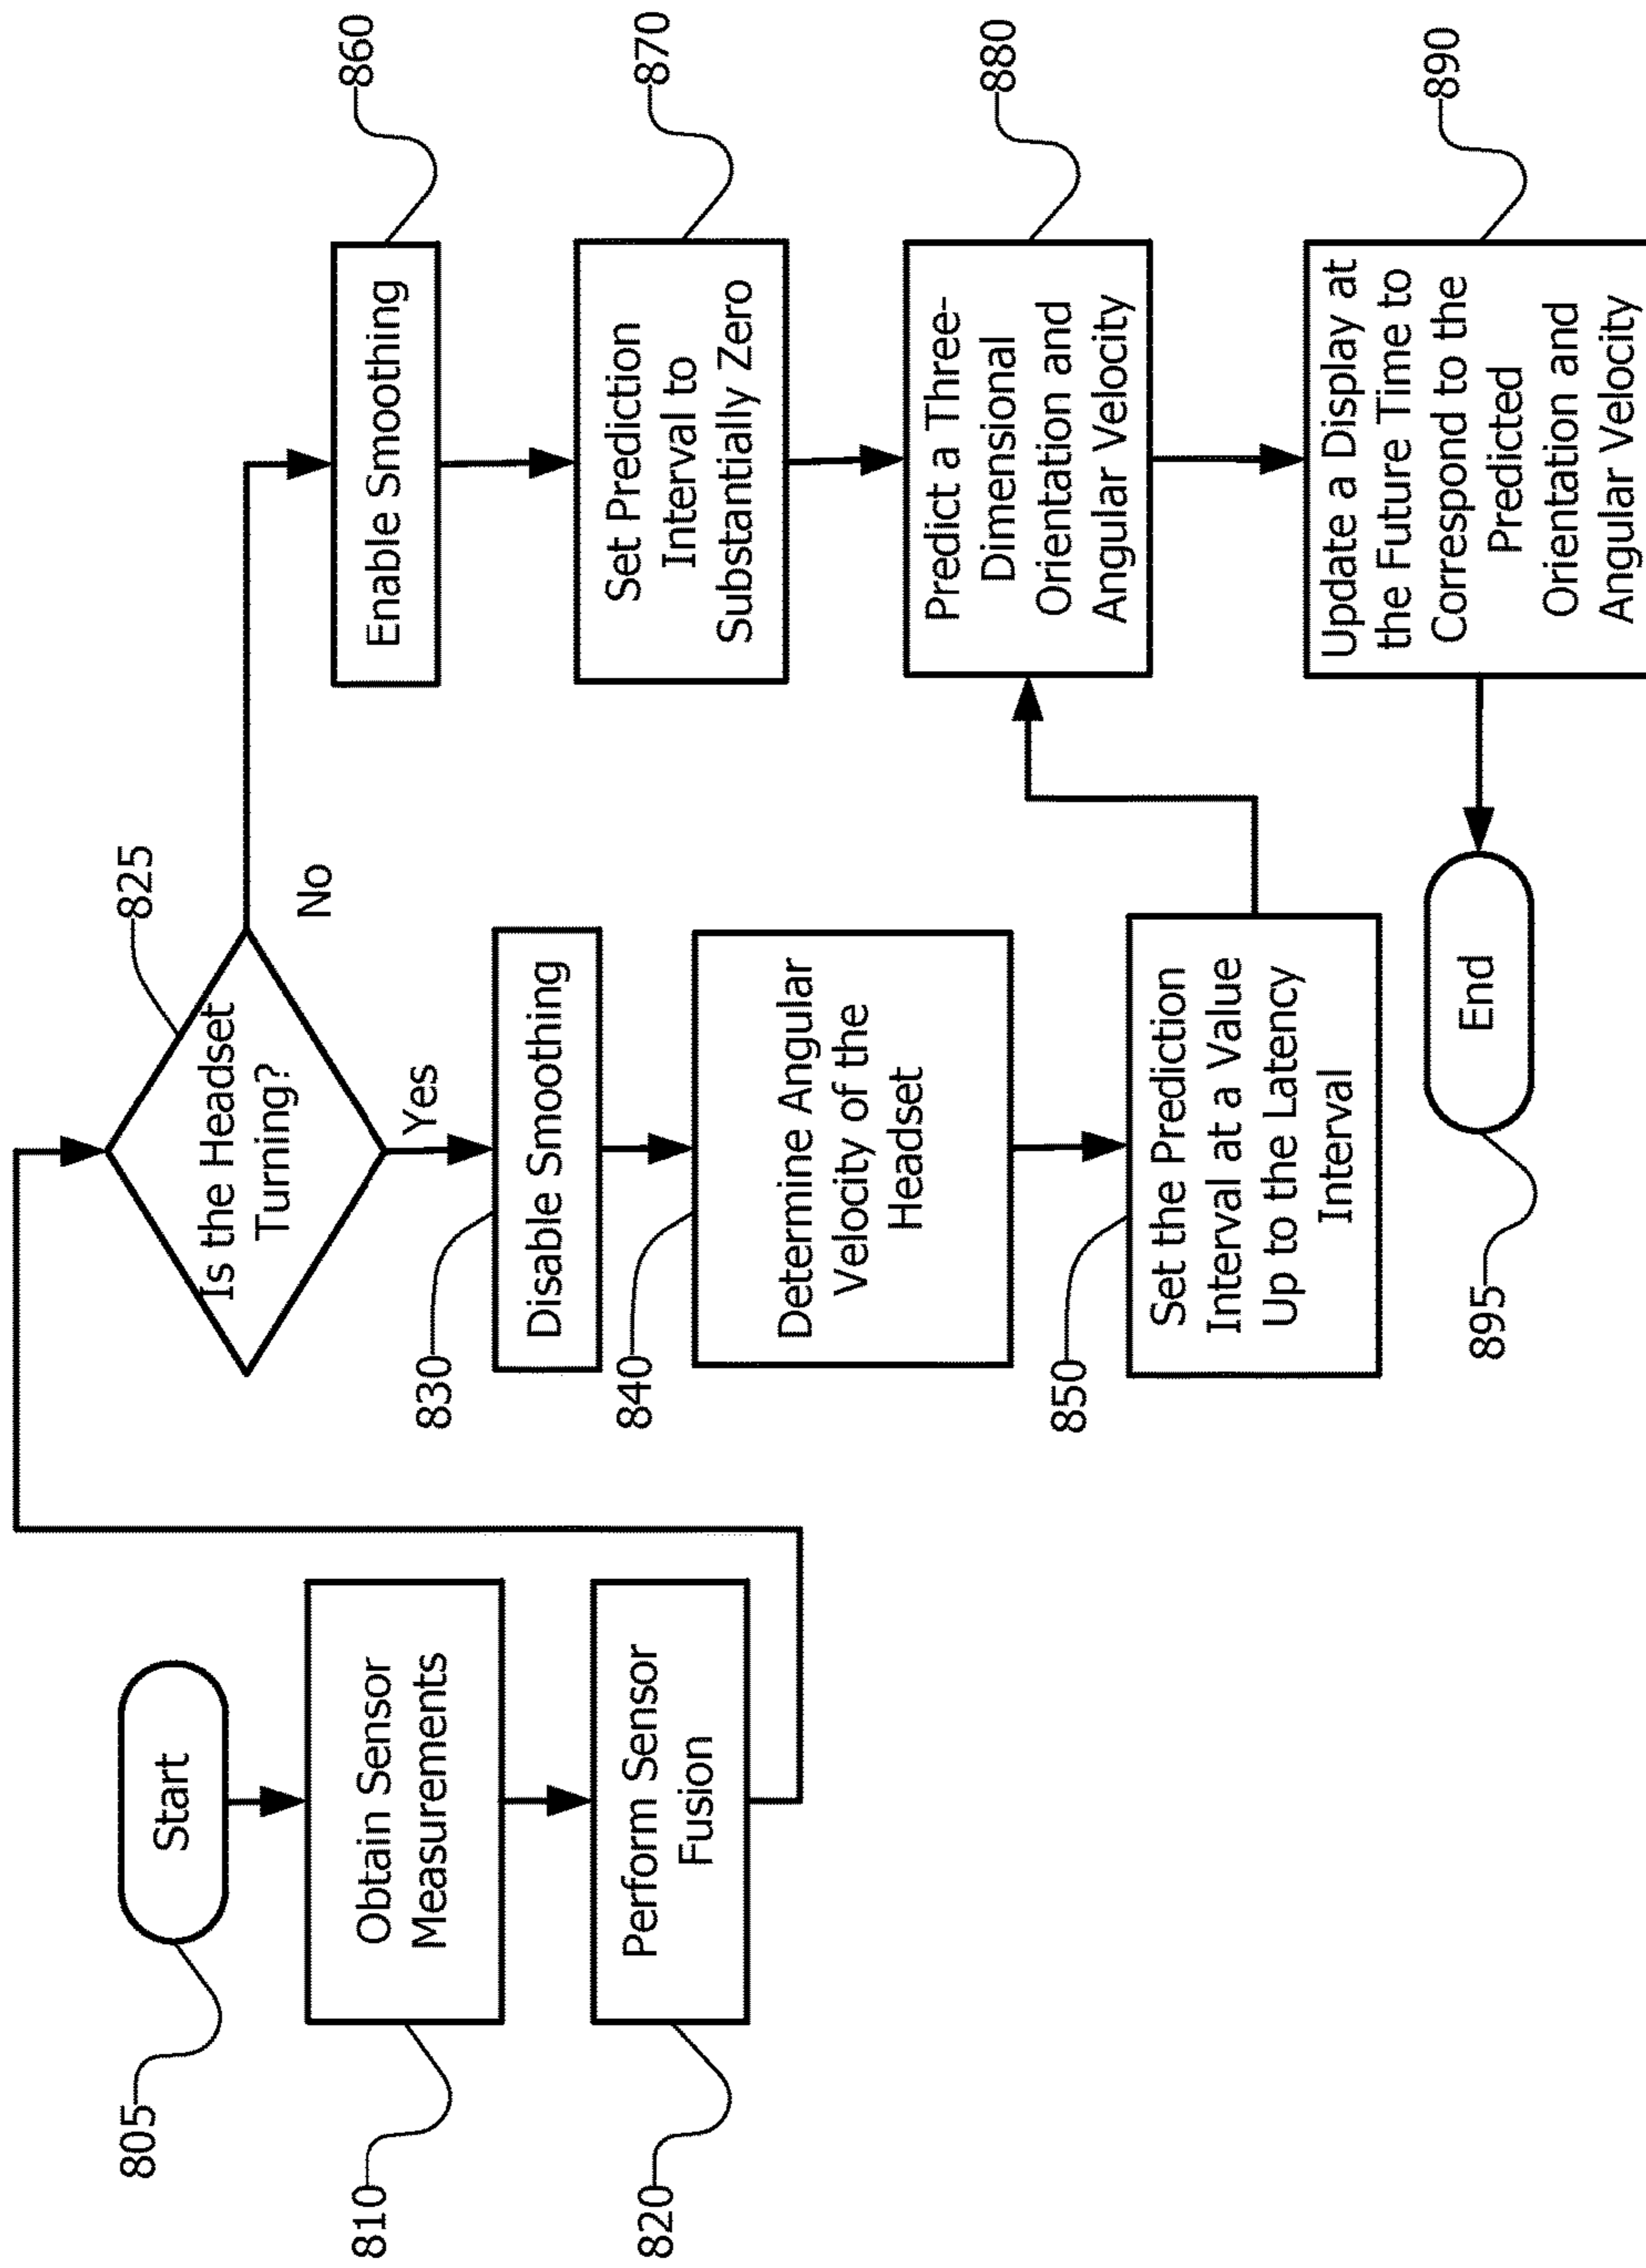 805
Start
810
Obtain Sensor
Measurements
820
Perform Sensor
Fusion
825
Is the Headset
Turning?
Yes
No
830
Disable Smoothing
840
Determine Angular
Velocity of the
Headset
850
Set the Prediction
Interval at a Value
Up to the Latency
Interval
860
Enable Smoothing
870
Set Prediction
Interval to
Substantially Zero
880
Predict a Three-
Dimensional
Orientation and
Angular Velocity
890
Update a Display at
the Future Time to
Correspond to the
Predicted
Orientation and
Angular Velocity
895
End